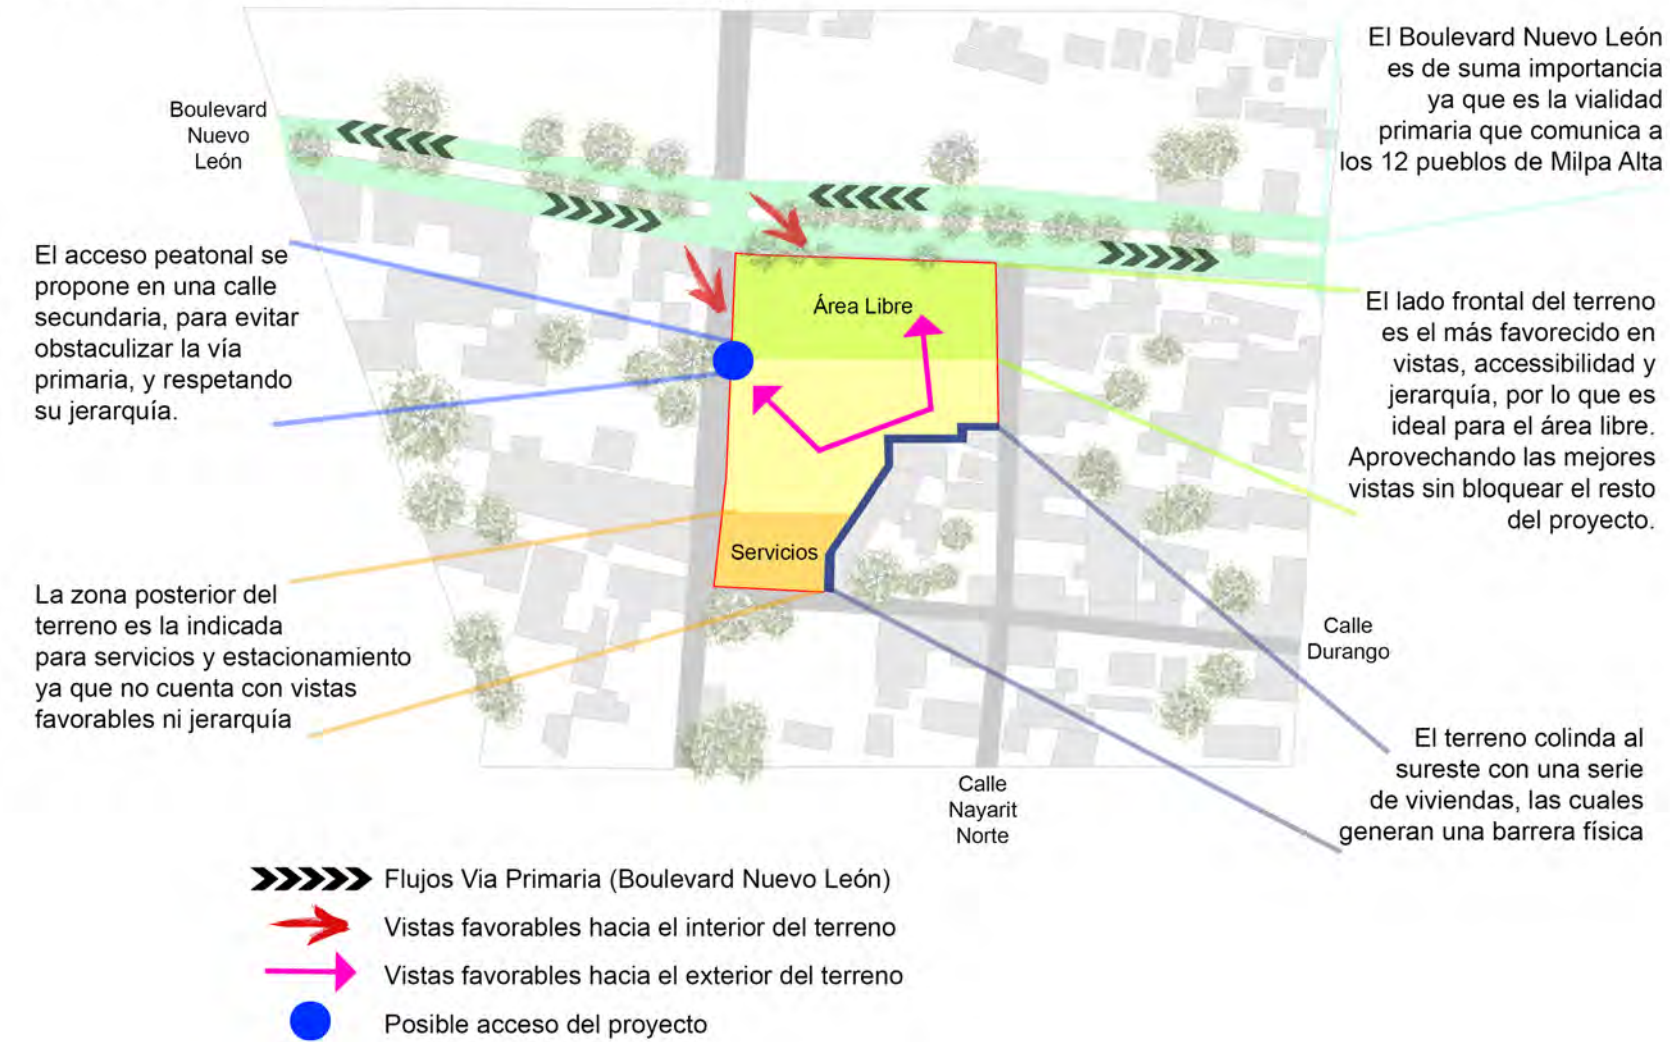 El Boulevard Nuevo León
es de suma importancia
ya que es la vialidad
primaria que comunica a
los 12 pueblos de Milpa Alta
Boulevard
Nuevo
León
El acceso peatonal se
propone en una calle
secundaria, para evitar
obstaculizar la vía
primaria, y respetando
su jerarquía.
Área Libre
El lado frontal del terreno
es el más favorecido en
vistas, accessibilidad y
jerarquía, por lo que es
ideal para el área libre.
Aprovechando las mejores
vistas sin bloquear el resto
del proyecto.
Servicios
La zona posterior del
terreno es la indicada
para servicios y estacionamiento
ya que no cuenta con vistas
favorables ni jerarquía
Calle
Durango
El terreno colinda al
sureste con una serie
de viviendas, las cuales
generan una barrera física
Calle
Nayarit
Norte
Flujos Via Primaria (Boulevard Nuevo León)
Vistas favorables hacia el interior del terreno
Vistas favorables hacia el exterior del terreno
Posible acceso del proyecto